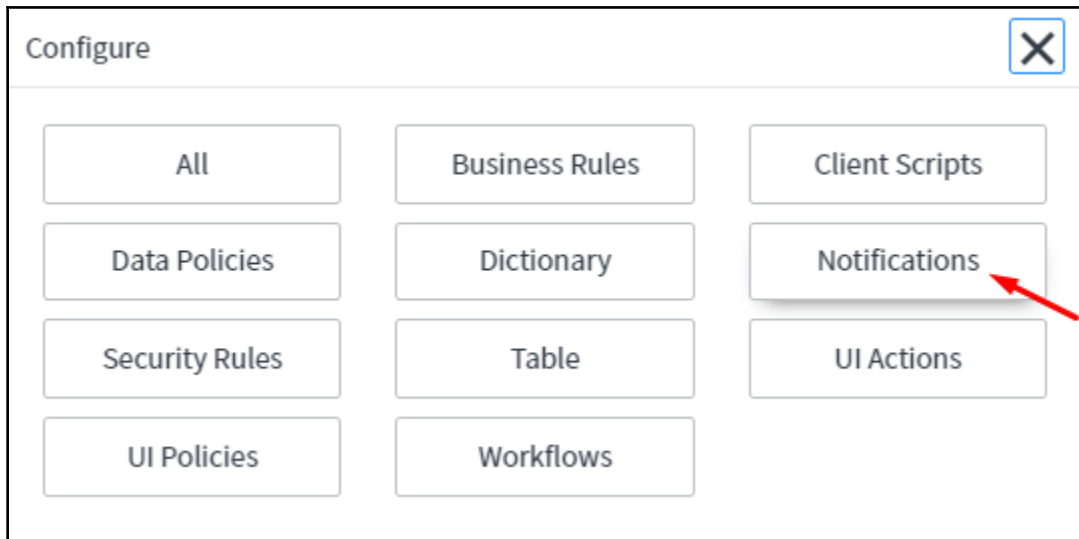 Configure
All
Business Rules
Client Scripts
Data Policies
Dictionary
Notifications
Security Rules
Table
UI Actions
UI Policies
Workflows